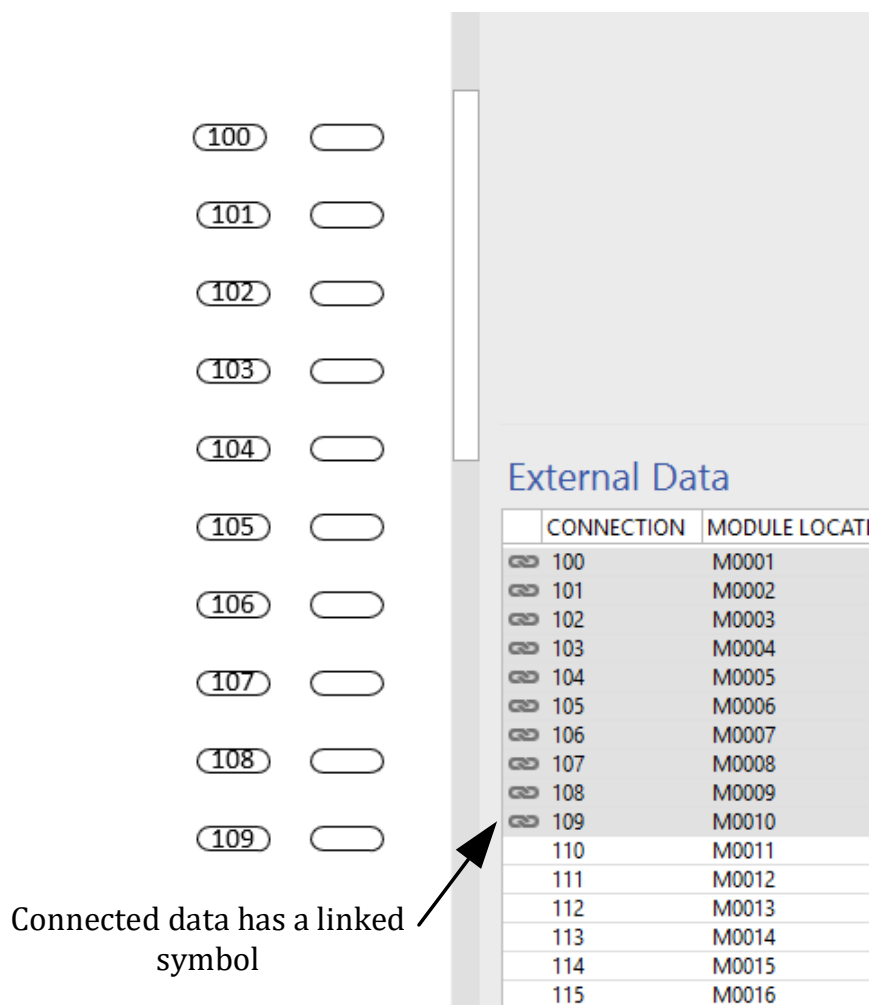 100
101
102
103
104
105
106
107
108
109
Connected data has a linked
symbol
External Data
CONNECTION MODULE LOCATI
100 M0001
101 M0002
102 M0003
103 M0004
104 M0005
105 M0006
106 M0007
107 M0008
108 M0009
109 M0010
110 M0011
111 M0012
112 M0013
113 M0014
114 M0015
115 M0016